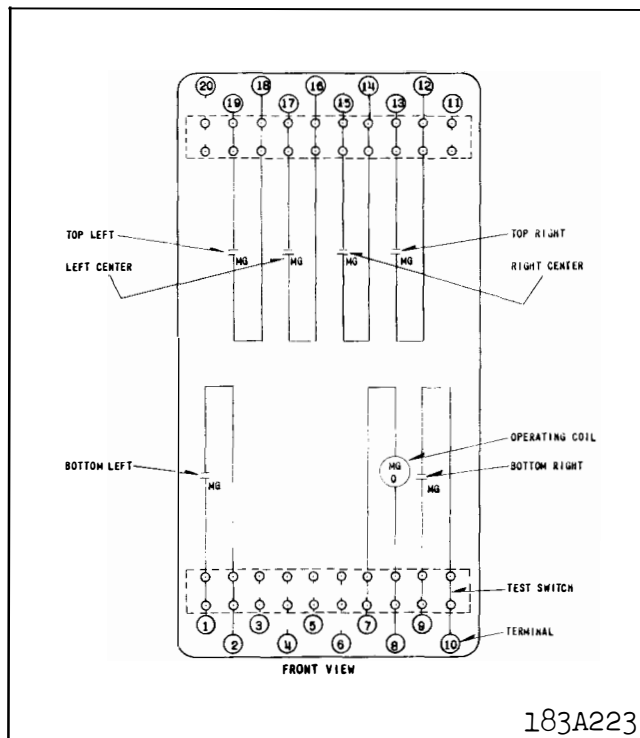 20 18 16 14 12
19 17 15 13 11
TOP LEFT
LEFT CENTER
TOP RIGHT
RIGHT CENTER
MG MG MG MG
OPERATING COIL
MG
O
BOTTOM LEFT
BOTTOM RIGHT
MG
MG
TEST SWITCH
1 3 5 7 9
2 4 6 8 10
TERMINAL
FRONT VIEW
183A223